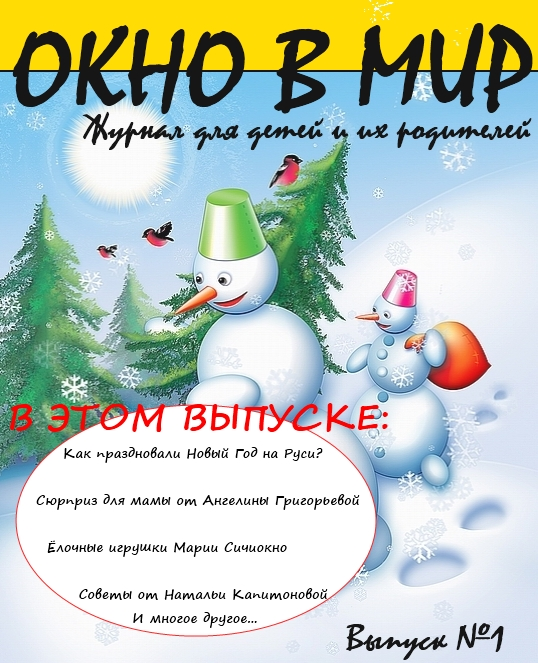 ОКНО В МИР
Журнал для детей и их родителей
В ЭТОМ ВЫПУСКЕ:
Как праздновали Новый Год на Руси?
Сюрприз для мамы от Ангелины Григорьевой
Ёлочные игрушки Марии Сичиокно
Советы от Натальи Капитоновой
И многое другое...
Выпуск №1